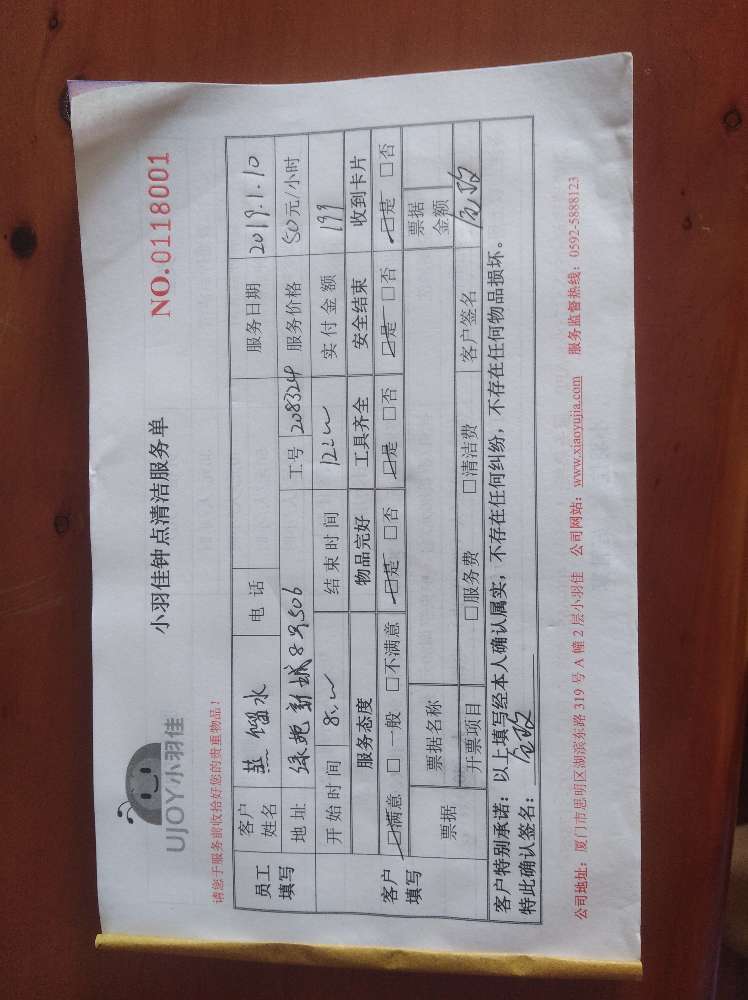 UJOY小羽佳
小羽佳钟点清洁服务单
NO.0118001
请您于服务前收拾好您的贵重物品!
员工填写 客户姓名 蒸馏水 电话 服务日期 2019.1.10
地址 绿苑新城8号506 工号 208324 服务价格 50元/小时
开始时间 结束时间 实付金额 199
客户填写 服务态度 物品完好 工具齐全 安全结束 收到卡片
□满意 □一般 □不满意 □是 □否 □是 □否 □是 □否 □是 □否
票据 票据名称 票据金额
开票项目 □服务费 □清洁费 客户签名
客户特别承诺:以上填写经本人确认属实,不存在任何纠纷,不存在任何物品损坏。
特此确认签名:
公司地址:厦门市思明区湖滨东路 319 号 A 幢 2 层小羽佳 公司网站:www.xiaoyujia.com 服务监督热线:0592-5888123